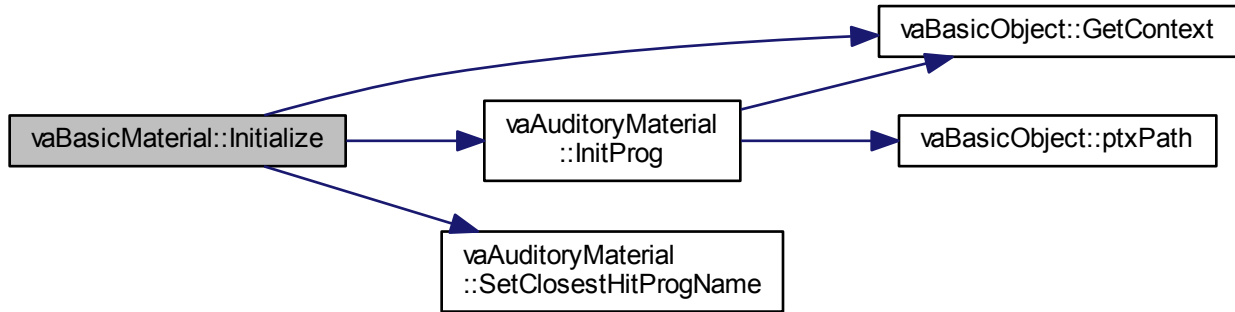 vaBasicObject::GetContext
vaBasicMaterial::Initialize
vaAuditoryMaterial
::InitProg
vaBasicObject::ptxPath
vaAuditoryMaterial
::SetClosestHitProgName